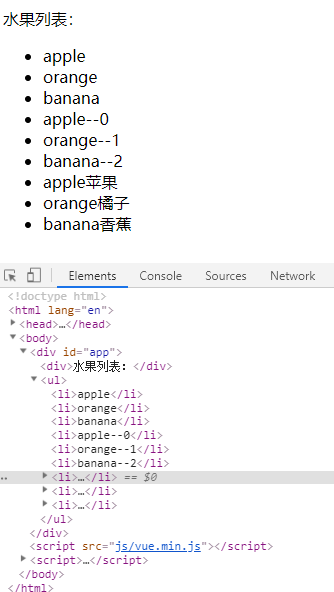 水果列表：
apple
orange
banana
apple--0
orange--1
banana--2
apple苹果
orange橘子
banana香蕉
Elements Console Sources Network
<!doctype html>
<html lang="en">
<head>…</head>
<body>
<div id="app">
<div>水果列表：</div>
<ul>
<li>apple</li>
<li>orange</li>
<li>banana</li>
<li>apple--0</li>
<li>orange--1</li>
<li>banana--2</li>
<li>…</li> == $0
<li>…</li>
<li>…</li>
</ul>
</div>
<script src="js/vue.min.js"></script>
<script>…</script>
</body>
</html>